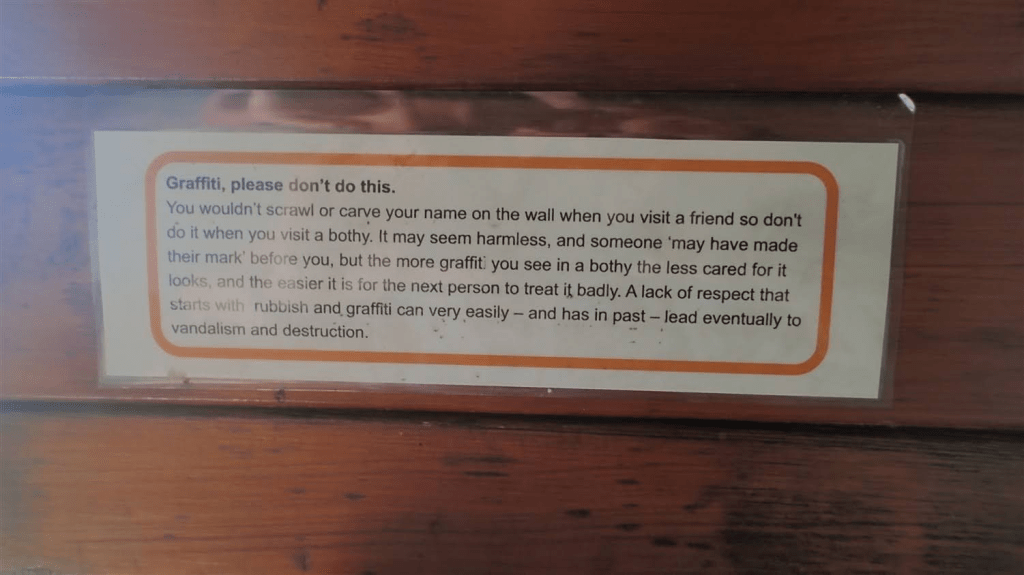 Graffiti, please don't do this.
You wouldn't scrawl or carve your name on the wall when you visit a friend so don't
do it when you visit a bothy. It may seem harmless, and someone 'may have made
their mark' before you, but the more graffiti you see in a bothy the less cared for it
looks, and the easier it is for the next person to treat it badly. A lack of respect that
starts with rubbish and graffiti can very easily – and has in past – lead eventually to
vandalism and destruction.